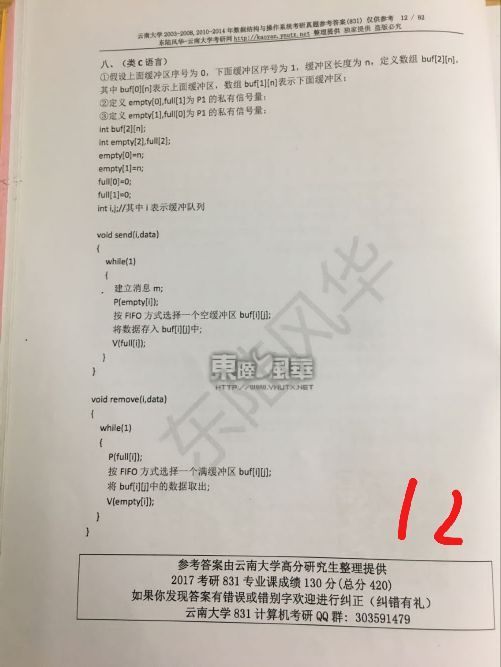 云南大学 2003-2008, 2010-2014 年数据结构与操作系统考研真题参考答案(831) 仅供参考 12 / 82
东陆风华-云南大学考研网 http://kaoyan.ynutx.net 整理提供 独家提供 盗版必究
八、(类 C 语言)
①假设上面缓冲区序号为 0, 下面缓冲区序号为 1, 缓冲区长度为 n, 定义数组 buf[2][n],
其中 buf[0][n]表示上面缓冲区, 数组 buf[1][n]表示下面缓冲区;
②定义 empty[0],full[1]为 P1 的私有信号量;
③定义 empty[1],full[0]为 P1 的私有信号量;
int buf[2][n];
int empty[2],full[2];
empty[0]=n;
empty[1]=n;
full[0]=0;
full[1]=0;
int i,j;//其中 i 表示缓冲队列
void send(i,data)
{
while(1)
{
建立消息 m;
P(empty[i]);
按 FIFO 方式选择一个空缓冲区 buf[i][j];
将数据存入 buf[i][j]中;
V(full[i]);
}
}
東陸風華
HTTP://WWW.YNUTX.NET
东陆风华
void remove(i,data)
{
while(1)
{
P(full[i]);
按 FIFO 方式选择一个满缓冲区 buf[i][j];
将 buf[i][j]中的数据取出;
V(empty[i]);
}
}
12
参考答案由云南大学高分研究生整理提供
2017 考研 831 专业课成绩 130 分(总分 420)
如果你发现答案有错误或错别字欢迎进行纠正（纠错有礼）
云南大学 831 计算机考研 QQ 群: 303591479